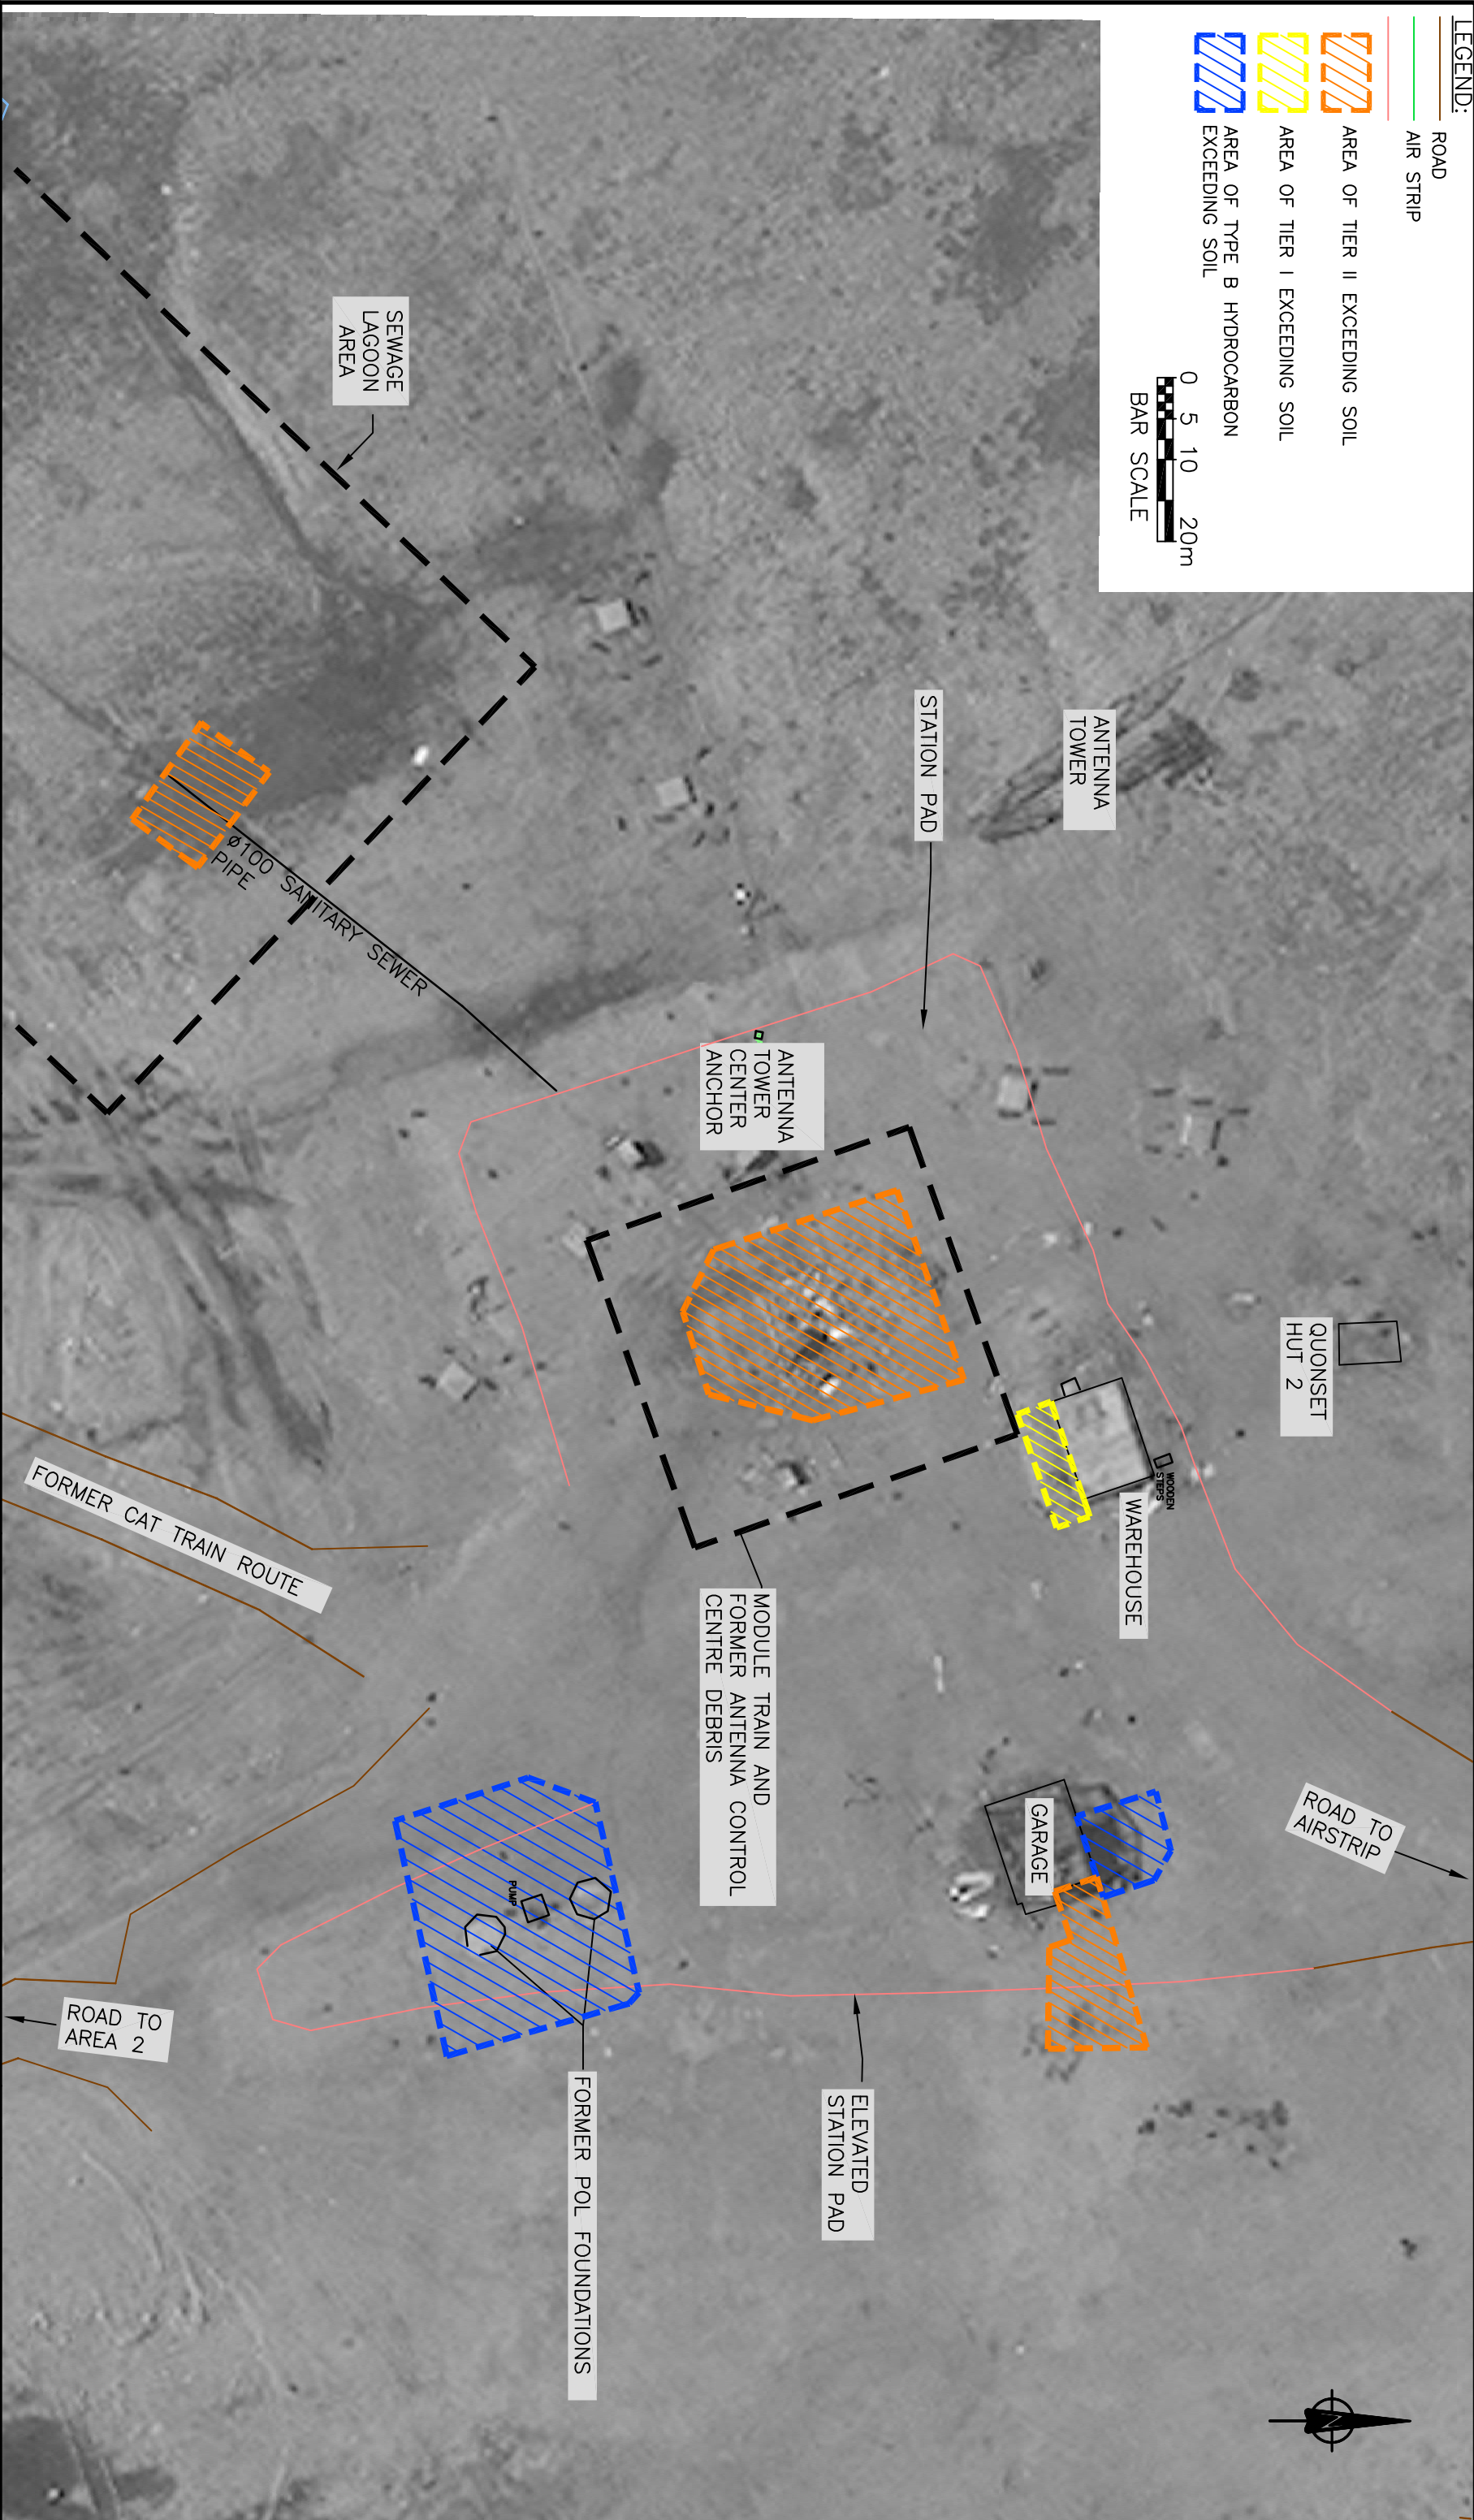 LEGEND:
ROAD
AIR STRIP
AREA OF TIER II EXCEEDING SOIL
AREA OF TIER I EXCEEDING SOIL
AREA OF TYPE B HYDROCARBON
EXCEEDING SOIL
0 5 10 20m
BAR SCALE
SEWAGE
LAGOON
AREA
ANTENNA
TOWER
STATION PAD
ø100 SANITARY SEWER
PIPE
ANTENNA
TOWER
CENTER
ANCHOR
QUONSET
HUT 2
WOODEN
STEPS
WAREHOUSE
FORMER CAT TRAIN ROUTE
MODULE TRAIN AND
FORMER ANTENNA CONTROL
CENTRE DEBRIS
ROAD TO
AIRSTRIP
GARAGE
PUMP
ROAD TO
AREA 2
ELEVATED
STATION PAD
FORMER POL FOUNDATIONS
N